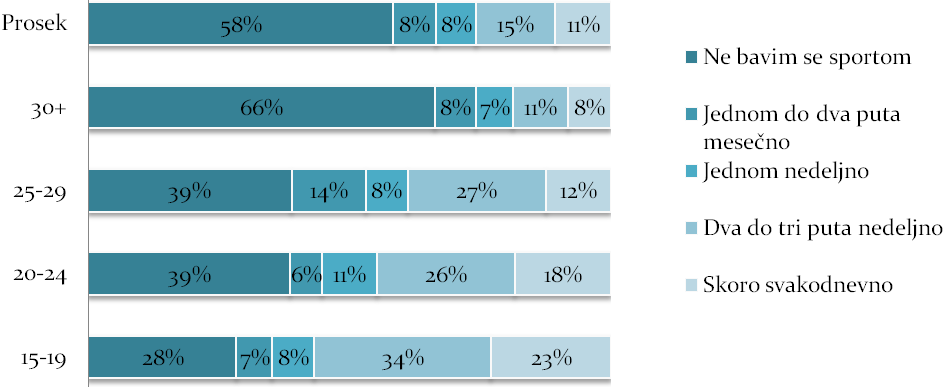 Prosek 58% 8% 8% 15% 11%
30+ 66% 8% 7% 11% 8%
25-29 39% 14% 8% 27% 12%
20-24 39% 6% 11% 26% 18%
15-19 28% 7% 8% 34% 23%
Ne bavim se sportom
Jednom do dva puta
mesečno
Jednom nedeljno
Dva do tri puta nedeljno
Skoro svakodnevno